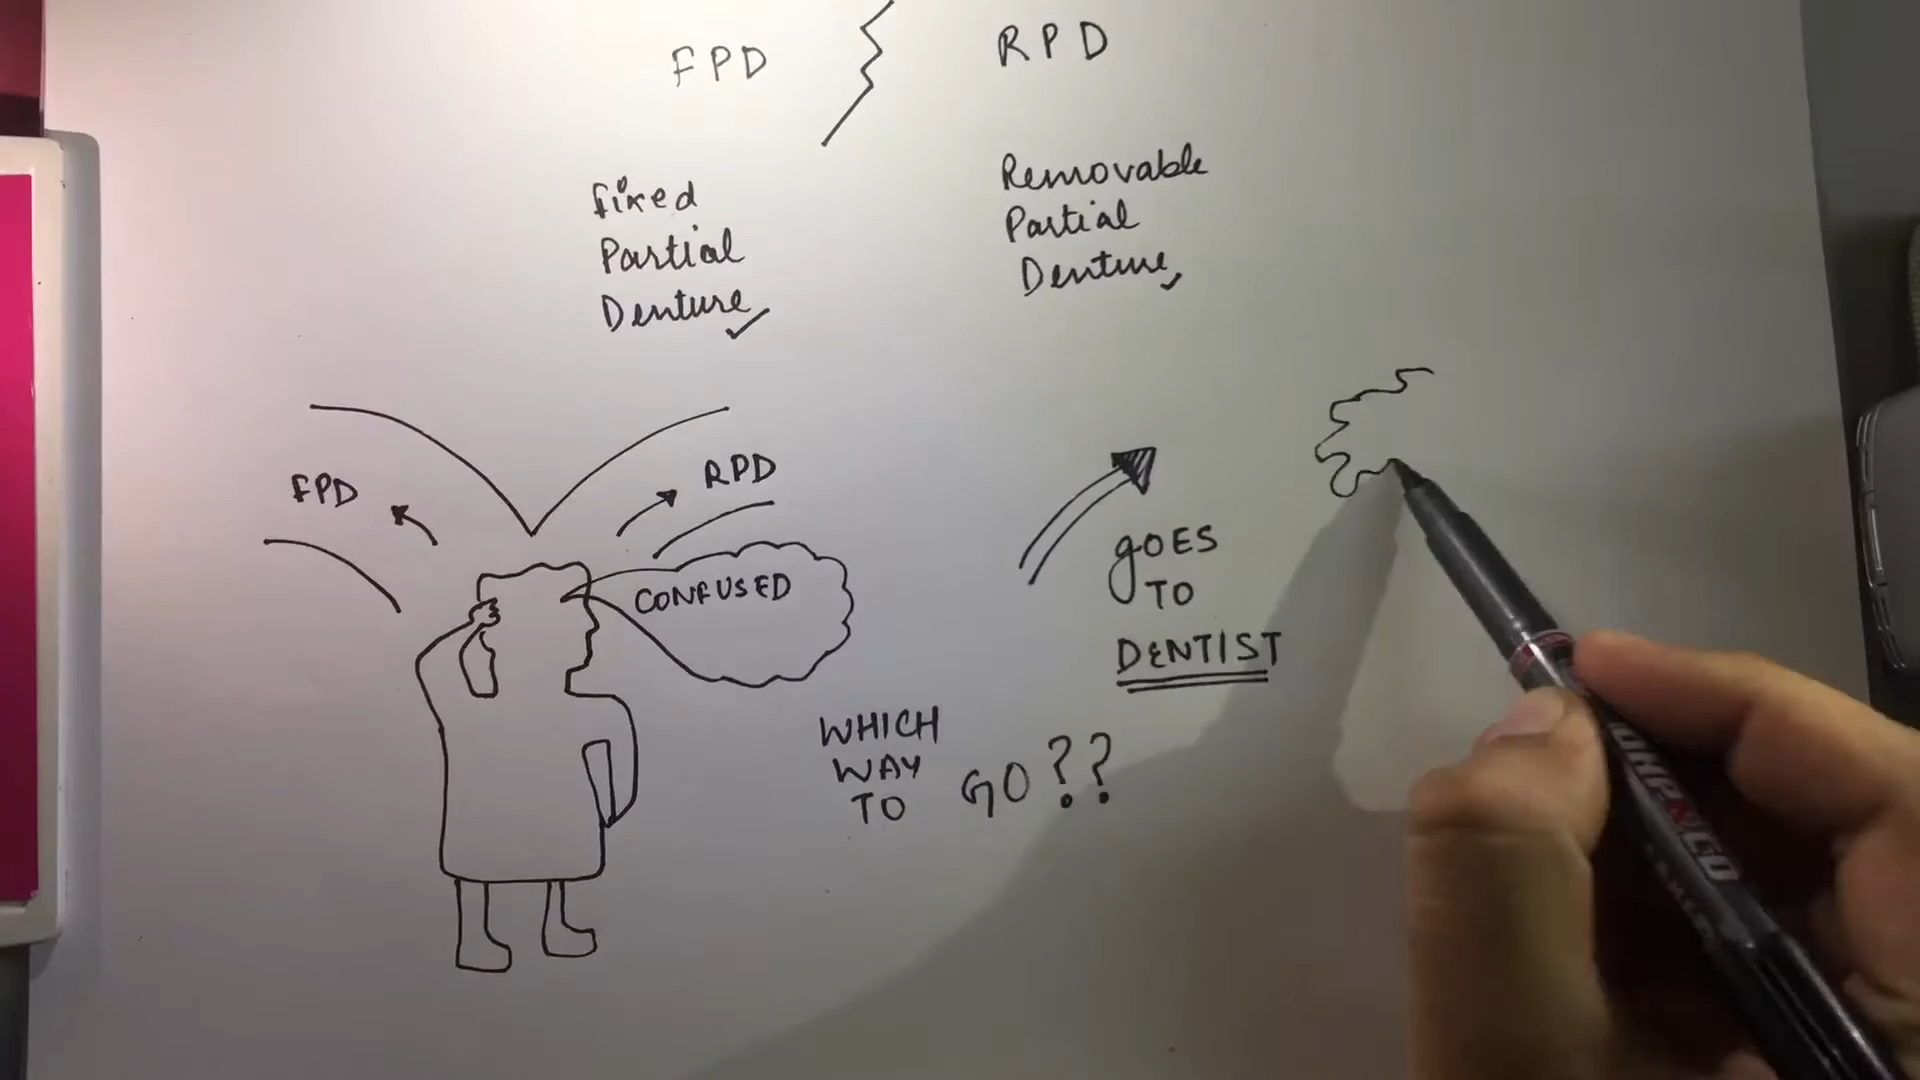 FPD
RPD
Fixed
Partial
Denture
Removable
Partial
Denture
FPD
RPD
CONFUSED
WHICH
WAY
TO GO??
gOES
TO
DENTIST